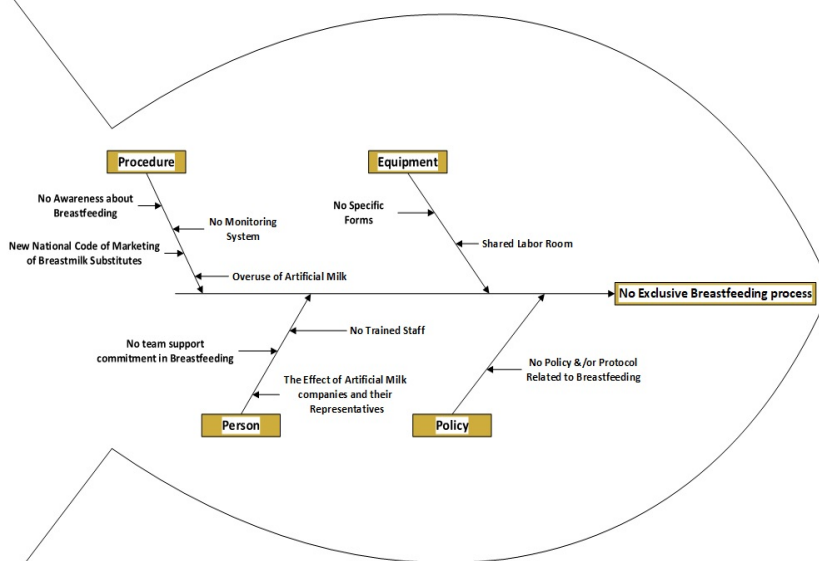 Procedure
Equipment
No Awareness about
Breastfeeding
No Specific
Forms
No Monitoring
System
New National Code of Marketing
of Breastmilk Substitutes
Shared Labor Room
Overuse of Artificial Milk
No Exclusive Breastfeeding process
No Trained Staff
No team support
commitment in Breastfeeding
No Policy &/or Protocol
Related to Breastfeeding
The Effect of Artificial Milk
companies and their
Representatives
Person
Policy